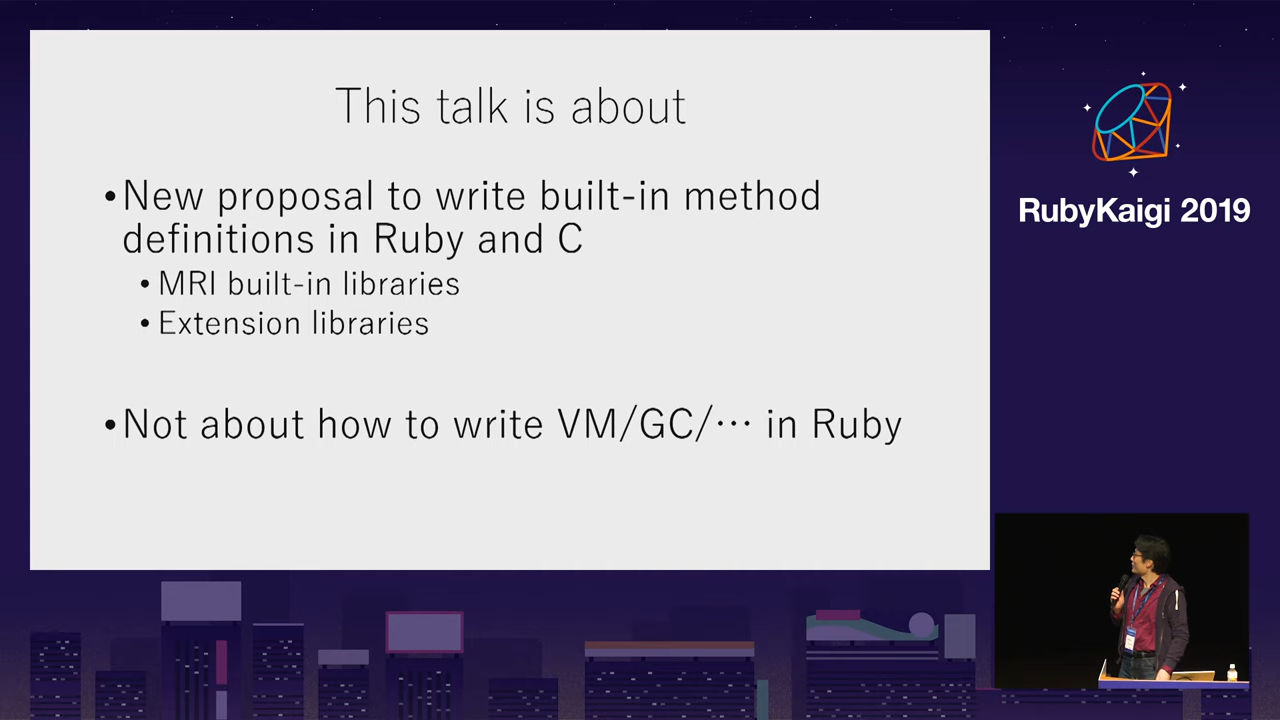 This talk is about
•New proposal to write built-in method
definitions in Ruby and C
•MRI built-in libraries
•Extension libraries
•Not about how to write VM/GC/… in Ruby
RubyKaigi 2019